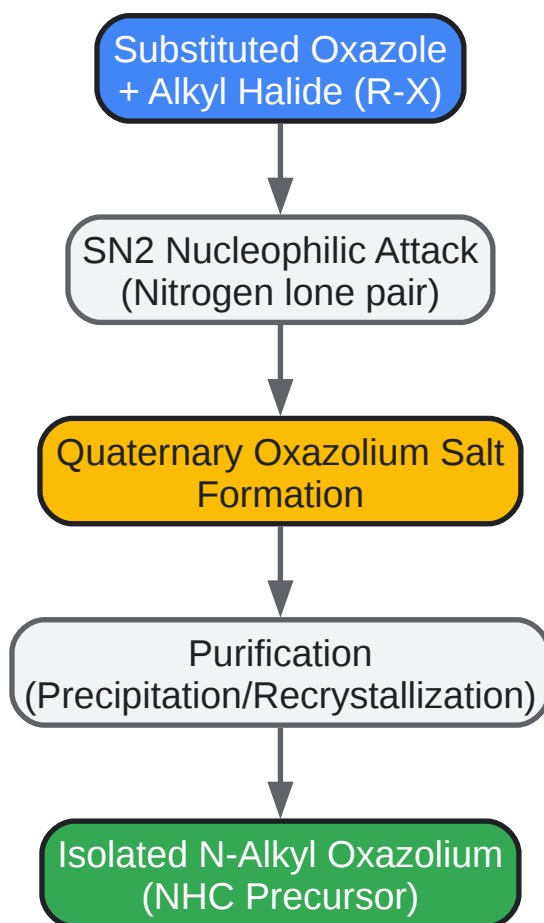 Substituted Oxazole
+ Alkyl Halide (R-X)
SN2 Nucleophilic Attack
(Nitrogen lone pair)
Quaternary Oxazolium Salt
Formation
Purification
(Precipitation/Recrystallization)
Isolated N-Alkyl Oxazolium
(NHC Precursor)